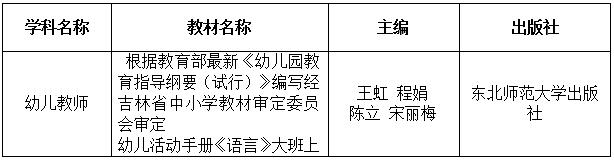 学科名称 教材名称 主编 出版社
根据教育部最新《幼儿园教
育指导纲要（试行）》编写经
吉林省中小学教材审定委员
会审定
幼儿活动手册《语言》大班上
幼儿教师
王虹 程娟
陈立 宋丽梅
东北师范大学出版
社